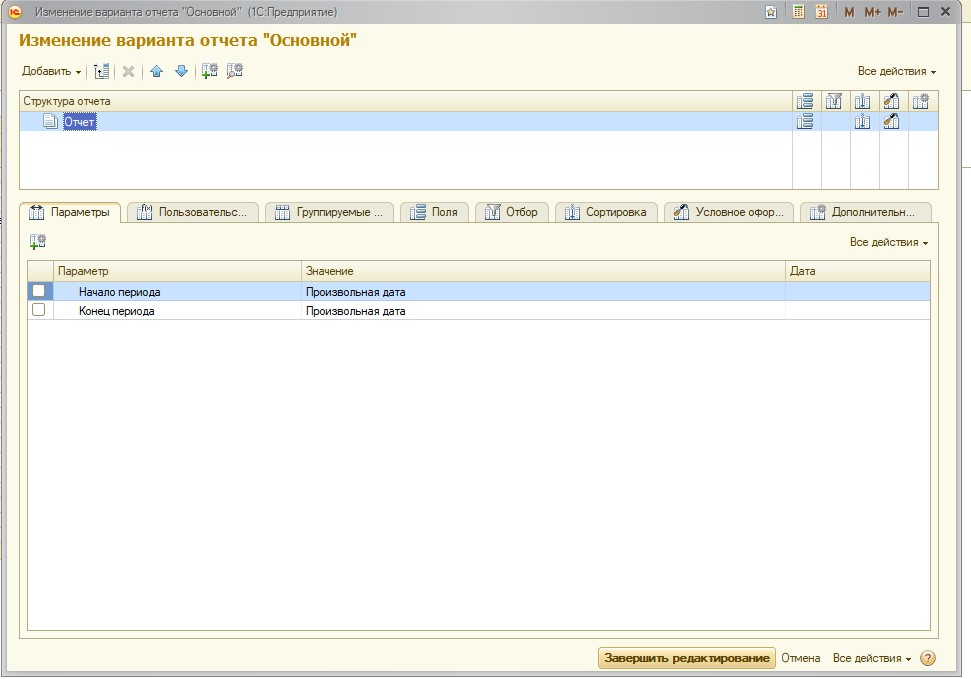 Изменение варианта отчета "Основной" (1С:Предприятие)
31 M M+ M-
Изменение варианта отчета "Основной"
Добавить Все действия
Структура отчета
Отчет
Параметры Пользовательс... Группируемые ... Поля Отбор Сортировка Условное офор... Дополнительн...
Все действия
Параметр Значение Дата
Начало периода Произвольная дата
Конец периода Произвольная дата
Завершить редактирование Отмена Все действия ?